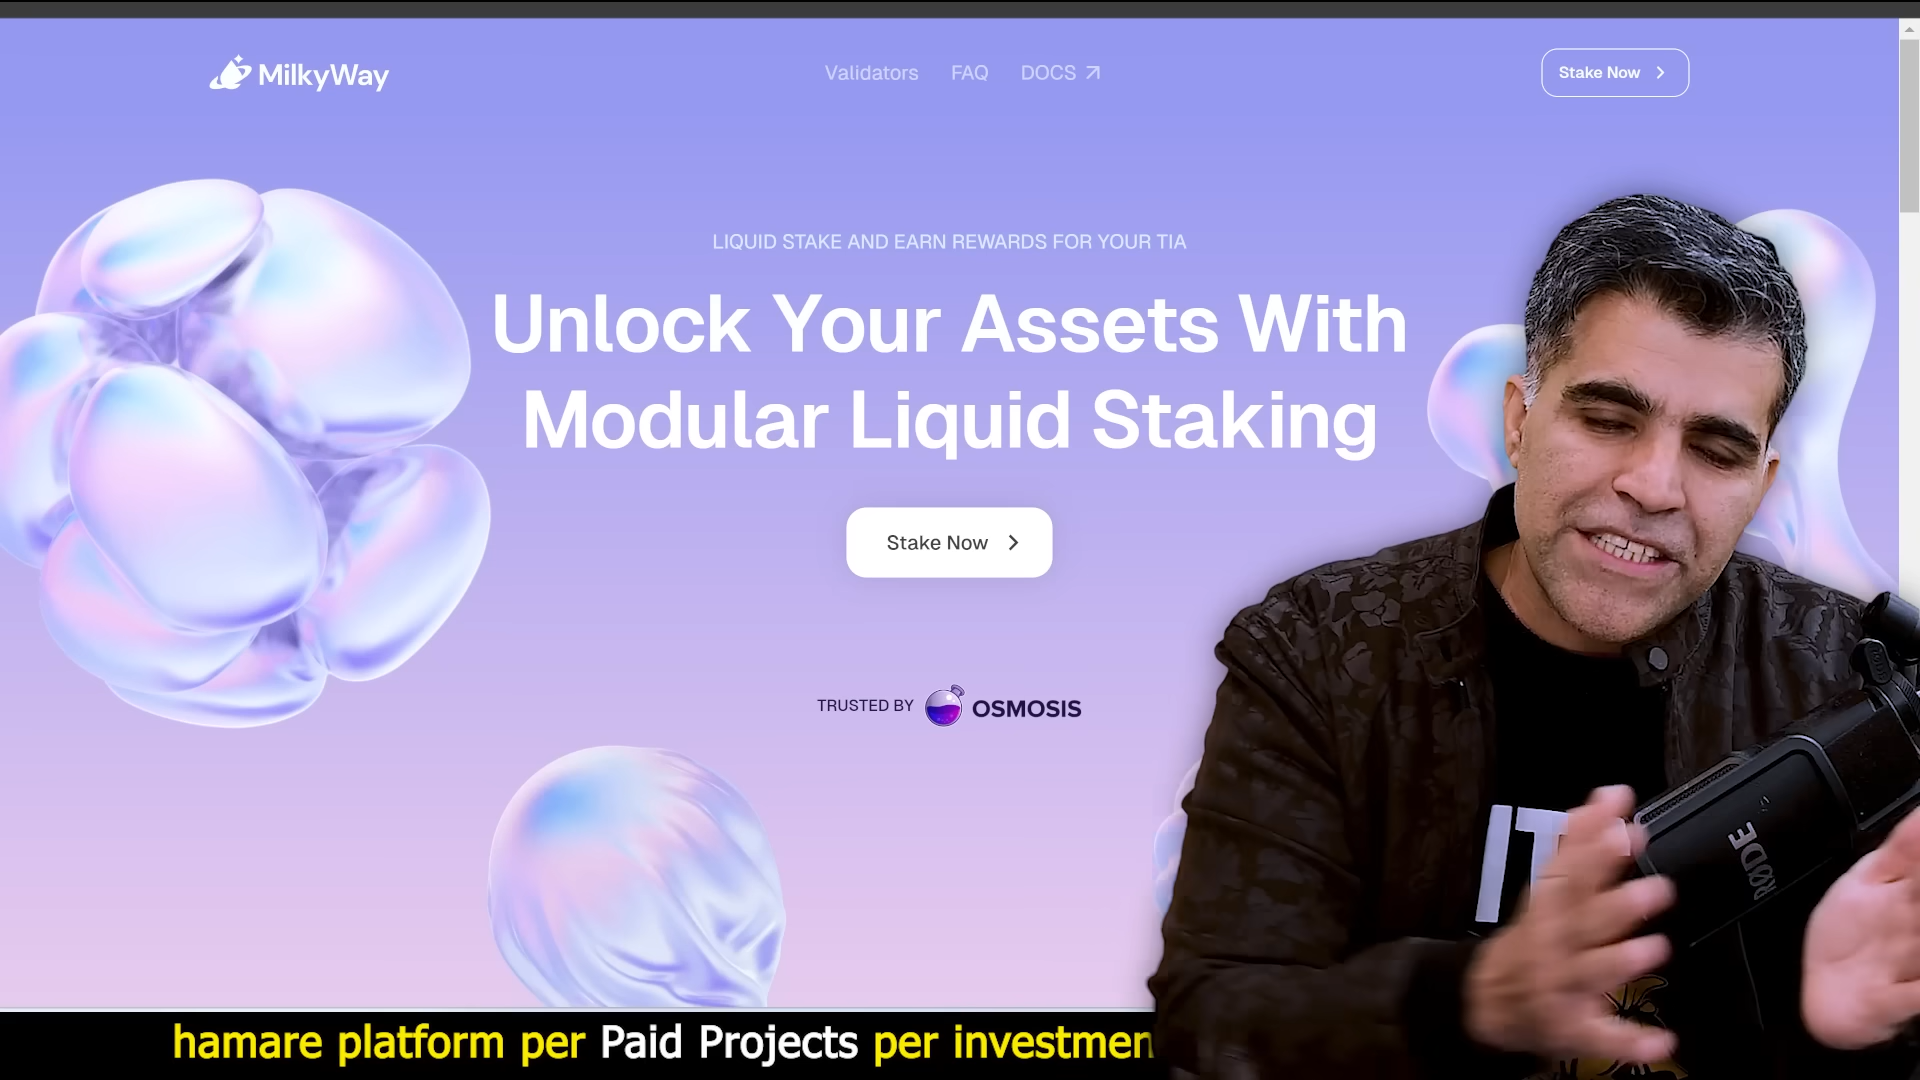 MilkyWay
Validators FAQ DOCS
Stake Now
LIQUID STAKE AND EARN REWARDS FOR YOUR TIA
Unlock Your Assets With
Modular Liquid Staking
Stake Now
TRUSTED BY OSMOSIS
RØDE
hamare platform per Paid Projects per investmen